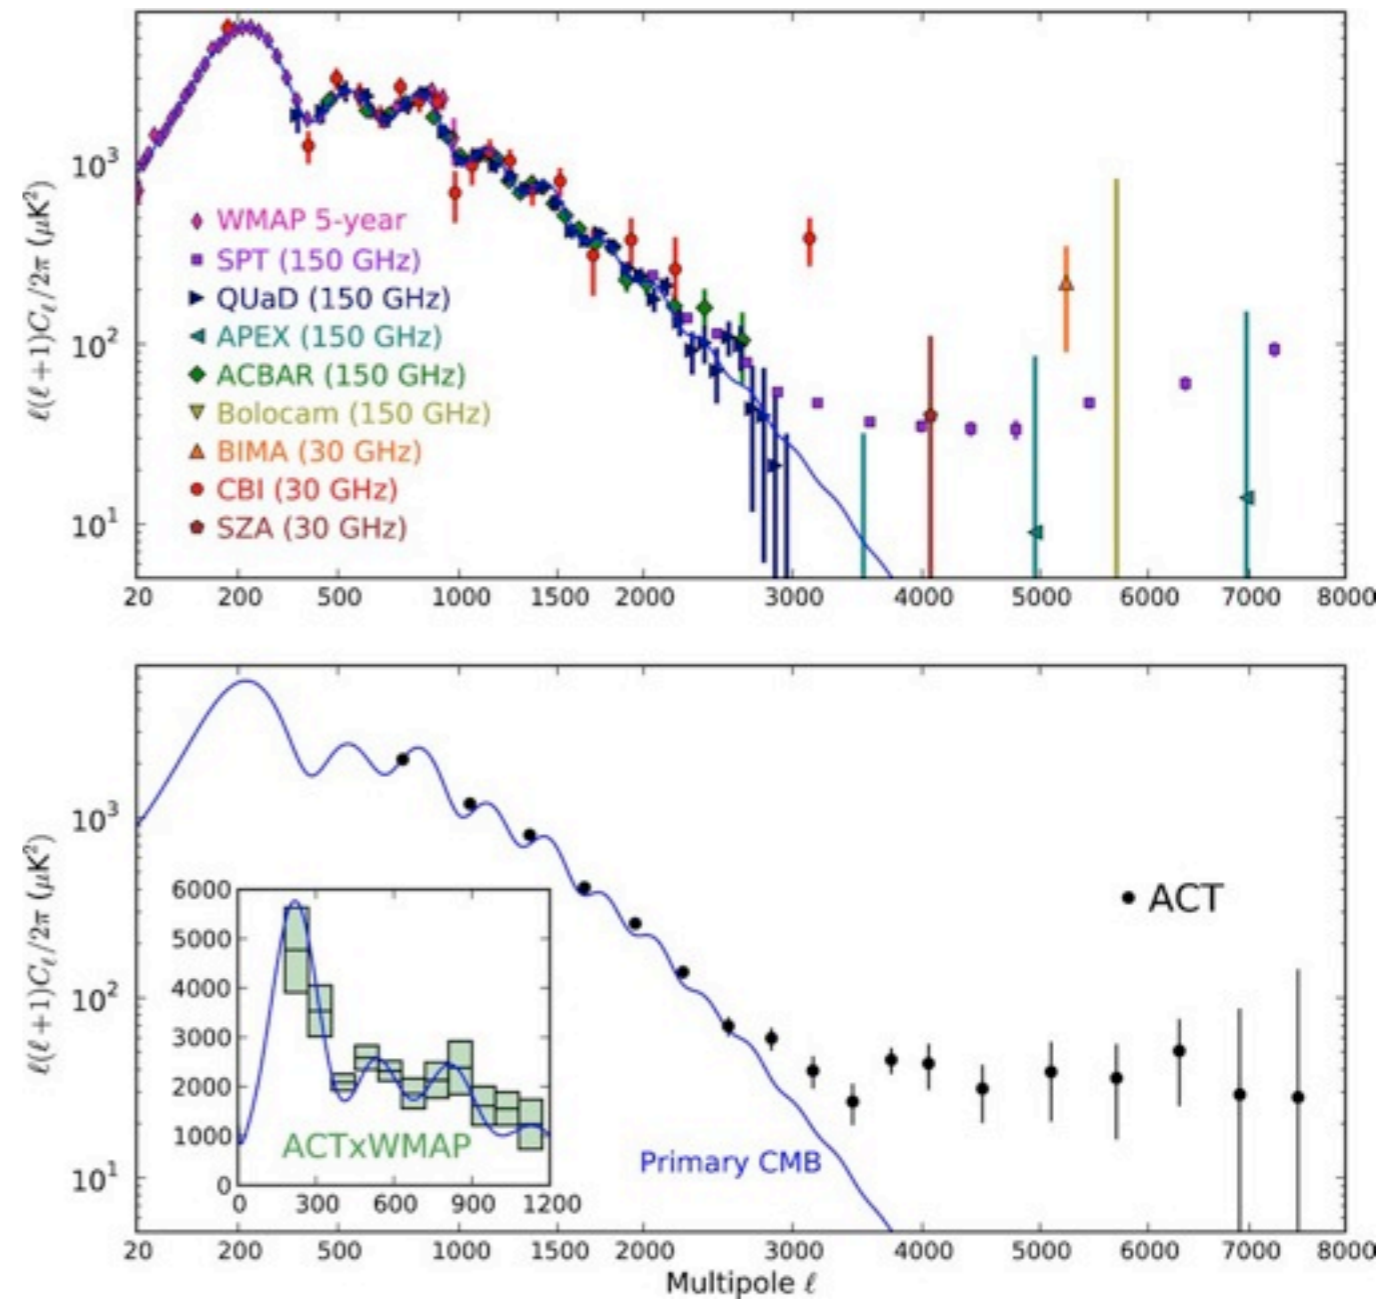 10³
10²
10¹
ℓ(ℓ+1)Cℓ/2π (μK²)
WMAP 5-year
SPT (150 GHz)
QUaD (150 GHz)
APEX (150 GHz)
ACBAR (150 GHz)
Bolocam (150 GHz)
BIMA (30 GHz)
CBI (30 GHz)
SZA (30 GHz)
20 200 500 1000 1500 2000 3000 4000 5000 6000 7000 8000
10³
10²
10¹
ℓ(ℓ+1)Cℓ/2π (μK²)
ACT
6000
5000
4000
3000
2000
1000
0
ACTxWMAP
0 300 600 900 1200
Primary CMB
20 200 500 1000 1500 2000 3000 4000 5000 6000 7000 8000
Multipole ℓ